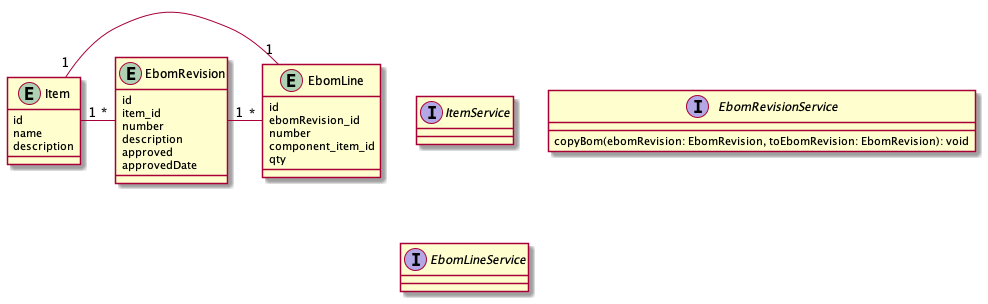 1
1
E Item
id
name
description
1
*
E EbomRevision
id
item_id
number
description
approved
approvedDate
1
*
E EbomLine
id
ebomRevision_id
number
component_item_id
qty
I ItemService
I EbomRevisionService
copyBom(ebomRevision: EbomRevision, toEbomRevision: EbomRevision): void
I EbomLineService